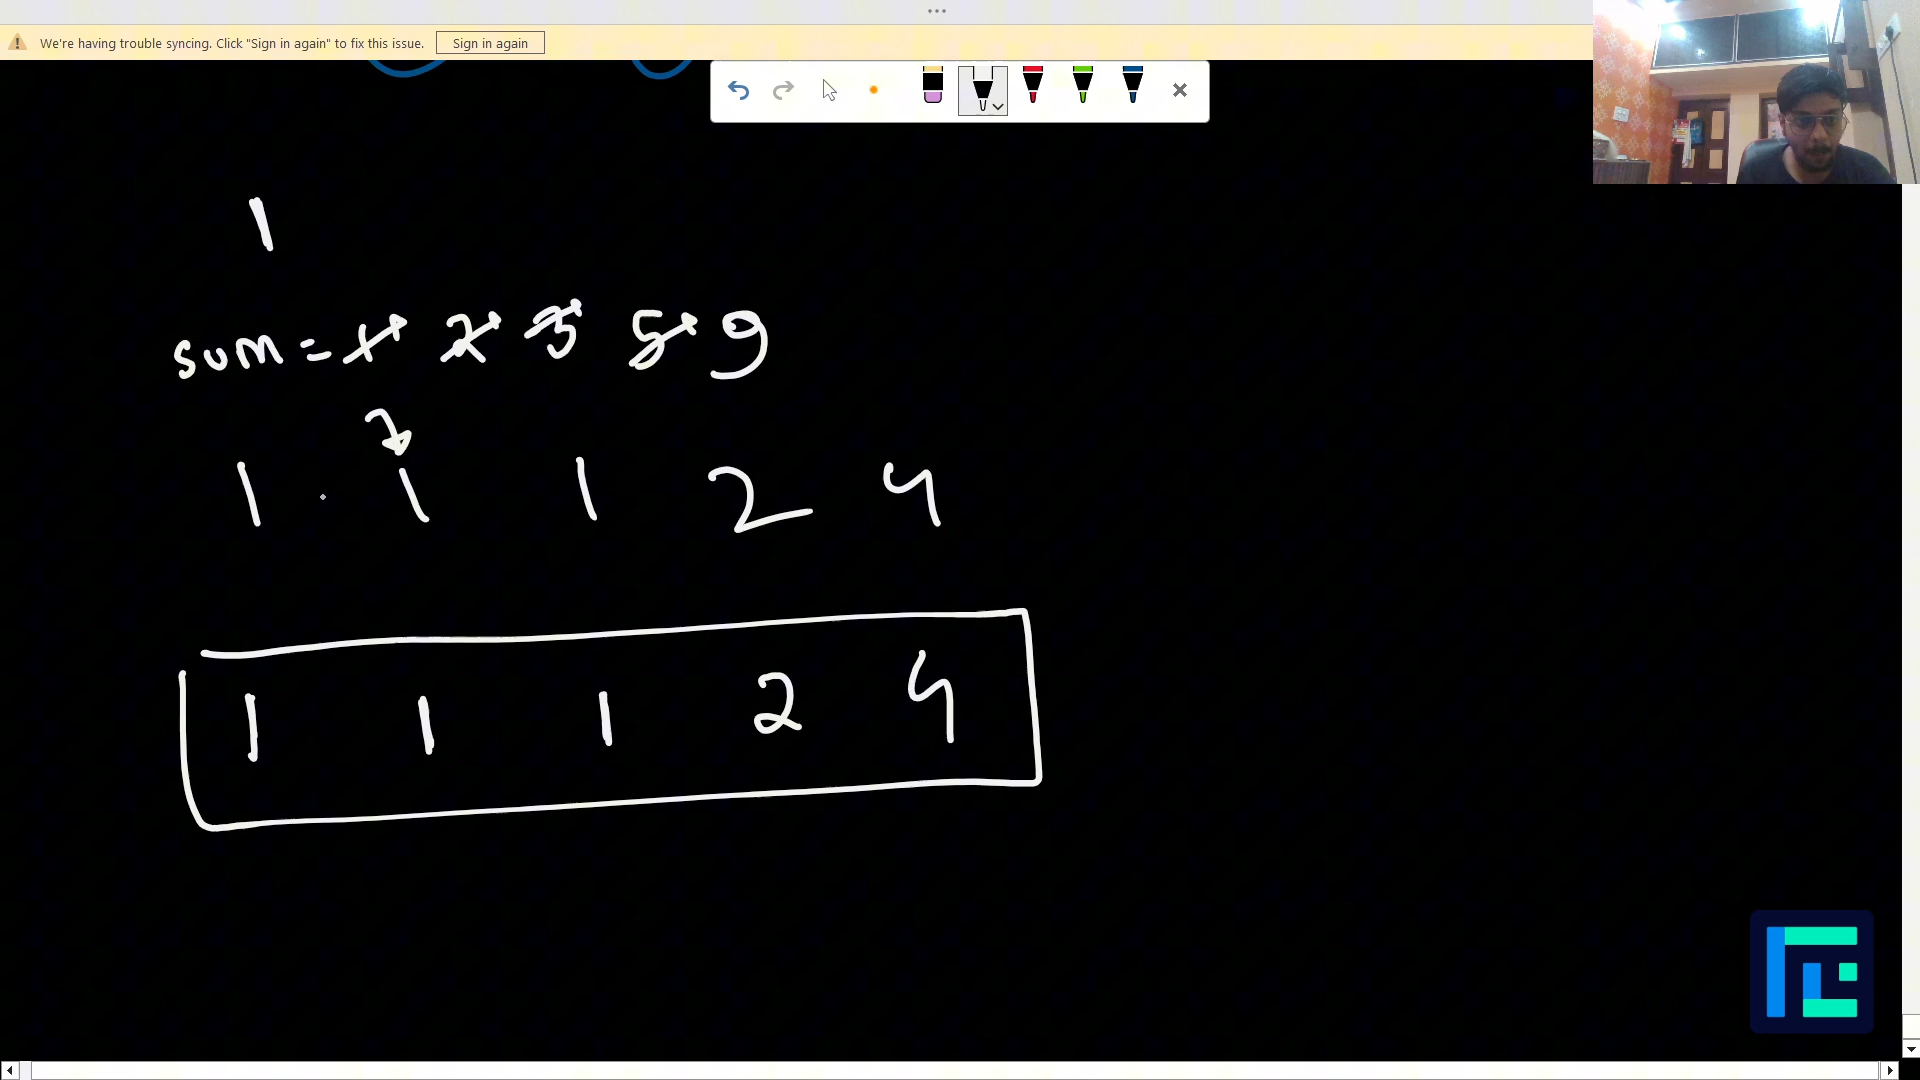 We're having trouble syncing. Click "Sign in again" to fix this issue. Sign in again
1
sum = 1 2 3 5 9
1 1 1 2 4
1 1 1 2 4